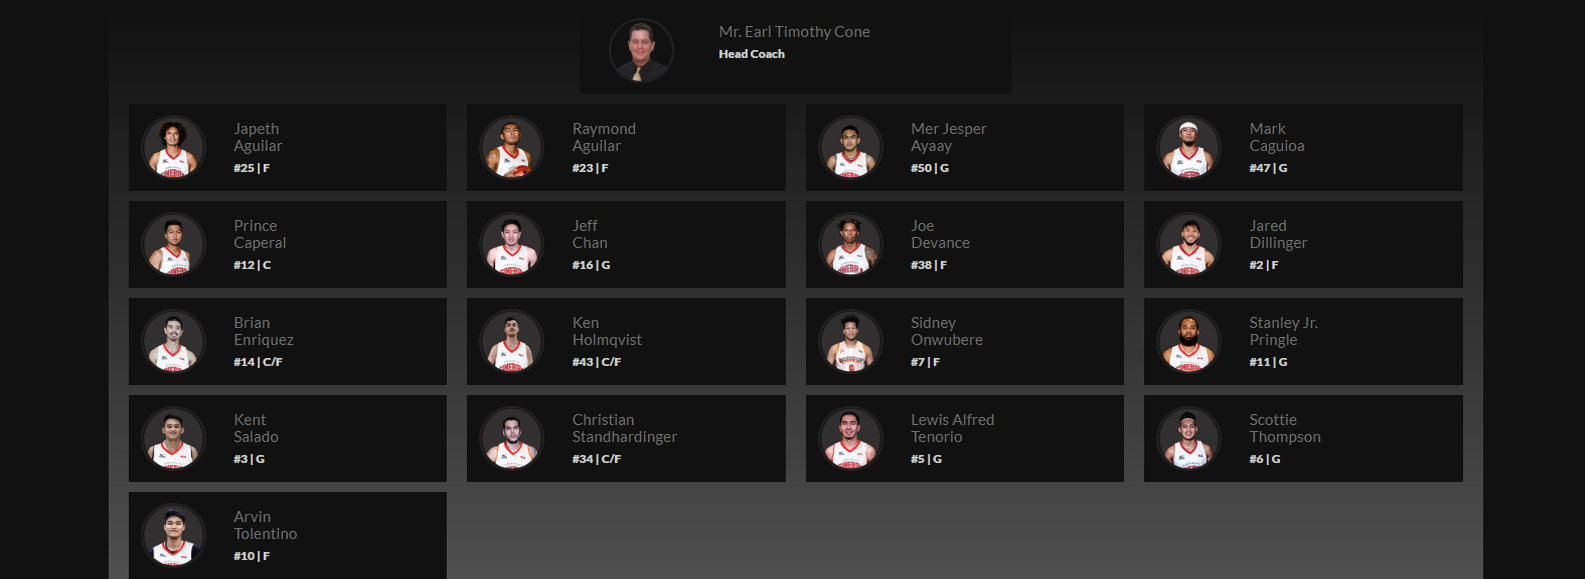 Mr. Earl Timothy Cone
Head Coach
Japeth
Aguilar
#25 | F
Raymond
Aguilar
#23 | F
Mer Jesper
Ayaay
#50 | G
Mark
Caguioa
#47 | G
Prince
Caperal
#12 | C
Jeff
Chan
#16 | G
Joe
Devance
#38 | F
Jared
Dillinger
#2 | F
Brian
Enriquez
#14 | C/F
Ken
Holmqvist
#43 | C/F
Sidney
Onwubere
#7 | F
Stanley Jr.
Pringle
#11 | G
Kent
Salado
#3 | G
Christian
Standhardinger
#34 | C/F
Lewis Alfred
Tenorio
#5 | G
Scottie
Thompson
#6 | G
Arvin
Tolentino
#10 | F